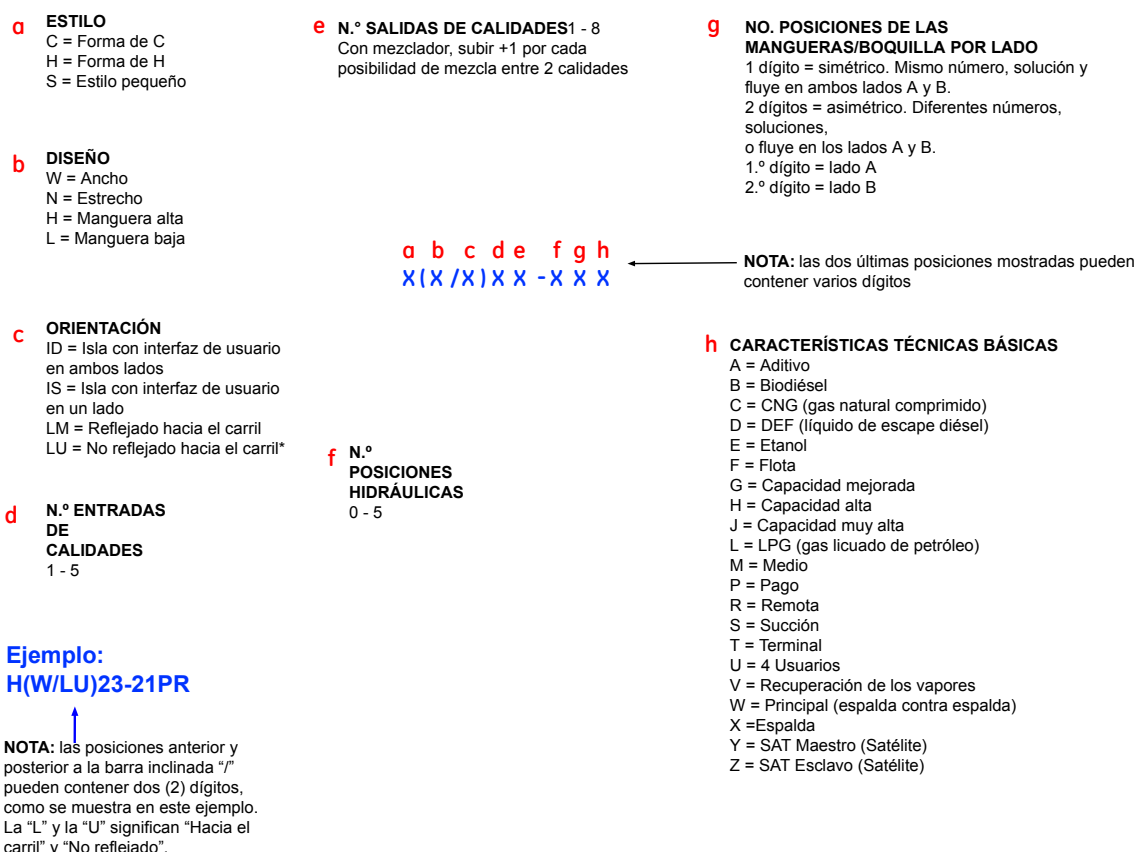 a ESTILO
C = Forma de C
H = Forma de H
S = Estilo pequeño
b DISEÑO
W = Ancho
N = Estrecho
H = Manguera alta
L = Manguera baja
c ORIENTACIÓN
ID = Isla con interfaz de usuario
en ambos lados
IS = Isla con interfaz de usuario
en un lado
LM = Reflejado hacia el carril
LU = No reflejado hacia el carril*
d N.º ENTRADAS
DE
CALIDADES
1 - 5
e N.° SALIDAS DE CALIDADES1 - 8
Con mezclador, subir +1 por cada
posibilidad de mezcla entre 2 calidades
a b c d e f g h
X(X/X)XX-XXX
f N.º
POSICIONES
HIDRÁULICAS
0 - 5
g NO. POSICIONES DE LAS
MANGUERAS/BOQUILLA POR LADO
1 dígito = simétrico. Mismo número, solución y
fluye en ambos lados A y B.
2 dígitos = asimétrico. Diferentes números,
soluciones,
o fluye en los lados A y B.
1.º dígito = lado A
2.º dígito = lado B
NOTA: las dos últimas posiciones mostradas pueden
contener varios dígitos
h CARACTERÍSTICAS TÉCNICAS BÁSICAS
A = Aditivo
B = Biodiésel
C = CNG (gas natural comprimido)
D = DEF (líquido de escape diésel)
E = Etanol
F = Flota
G = Capacidad mejorada
H = Capacidad alta
J = Capacidad muy alta
L = LPG (gas licuado de petróleo)
M = Medio
P = Pago
R = Remota
S = Succión
T = Terminal
U = 4 Usuarios
V = Recuperación de los vapores
W = Principal (espalda contra espalda)
X =Espalda
Y = SAT Maestro (Satélite)
Z = SAT Esclavo (Satélite)
Ejemplo:
H(W/LU)23-21PR
NOTA: las posiciones anterior y
posterior a la barra inclinada “/”
pueden contener dos (2) dígitos,
como se muestra en este ejemplo.
La “L” y la “U” significan “Hacia el
carril” y “No reflejado”.